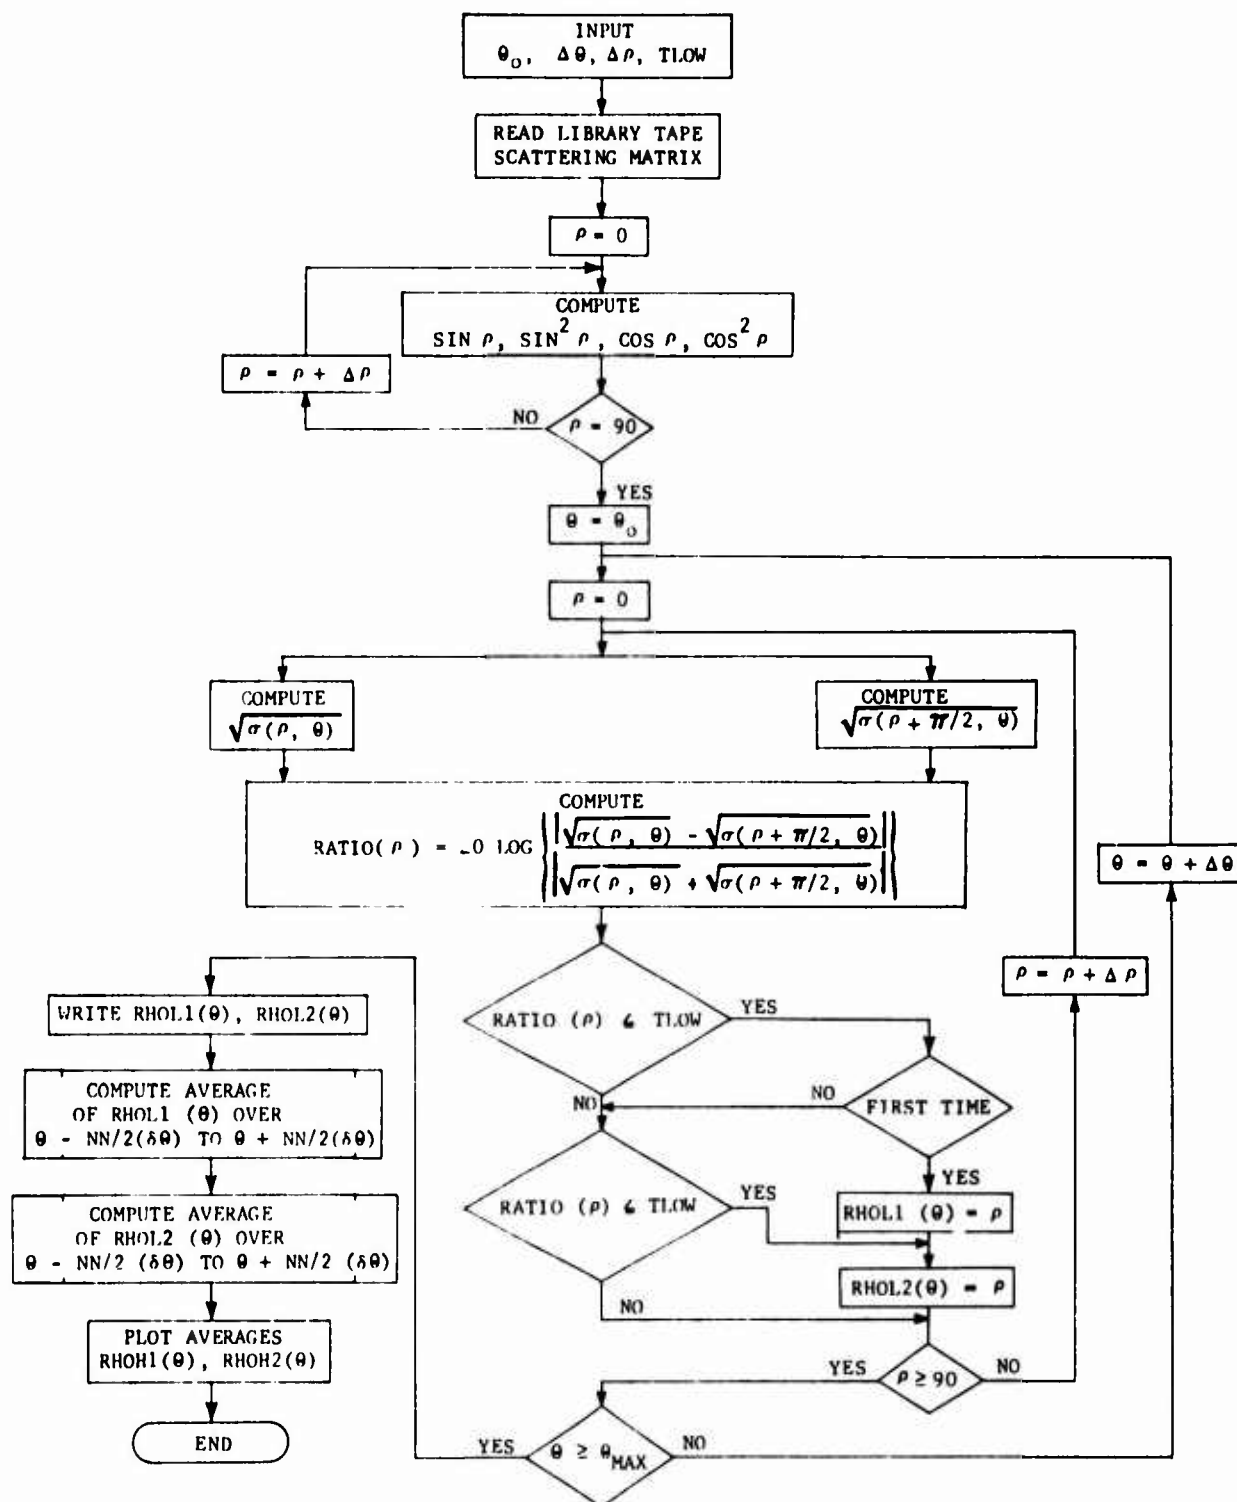 INPUT
θ₀, Δθ, Δρ, TLOW
READ LIBRARY TAPE
SCATTERING MATRIX
ρ = 0
COMPUTE
SIN ρ, SIN² ρ, COS ρ, COS² ρ
ρ = ρ + Δρ
NO
ρ = 90
YES
θ = θ₀
ρ = 0
COMPUTE
√σ(ρ, θ)
COMPUTE
√σ(ρ + π/2, θ)
COMPUTE
RATIO(ρ) = 0 LOG {| √σ(ρ, θ) - √σ(ρ + π/2, θ) | / | √σ(ρ, θ) + √σ(ρ + π/2, θ) |}
θ = θ + Δθ
ρ = ρ + Δ ρ
RATIO (ρ) ≤ TLOW
YES
NO
NO
FIRST TIME
YES
RATIO (ρ) ≤ TLOW
YES
RHOL1 (θ) = ρ
RHOL2(θ) = ρ
NO
YES
ρ ≥ 90
NO
YES
θ ≥ θMAX
NO
WRITE RHOL1(θ), RHOL2(θ)
COMPUTE AVERAGE
OF RHOL1 (θ) OVER
θ - NN/2(δθ) TO θ + NN/2(δθ)
COMPUTE AVERAGE
OF RHOL2 (θ) OVER
θ - NN/2 (δθ) TO θ + NN/2 (δθ)
PLOT AVERAGES
RHOH1(θ), RHOH2(θ)
END